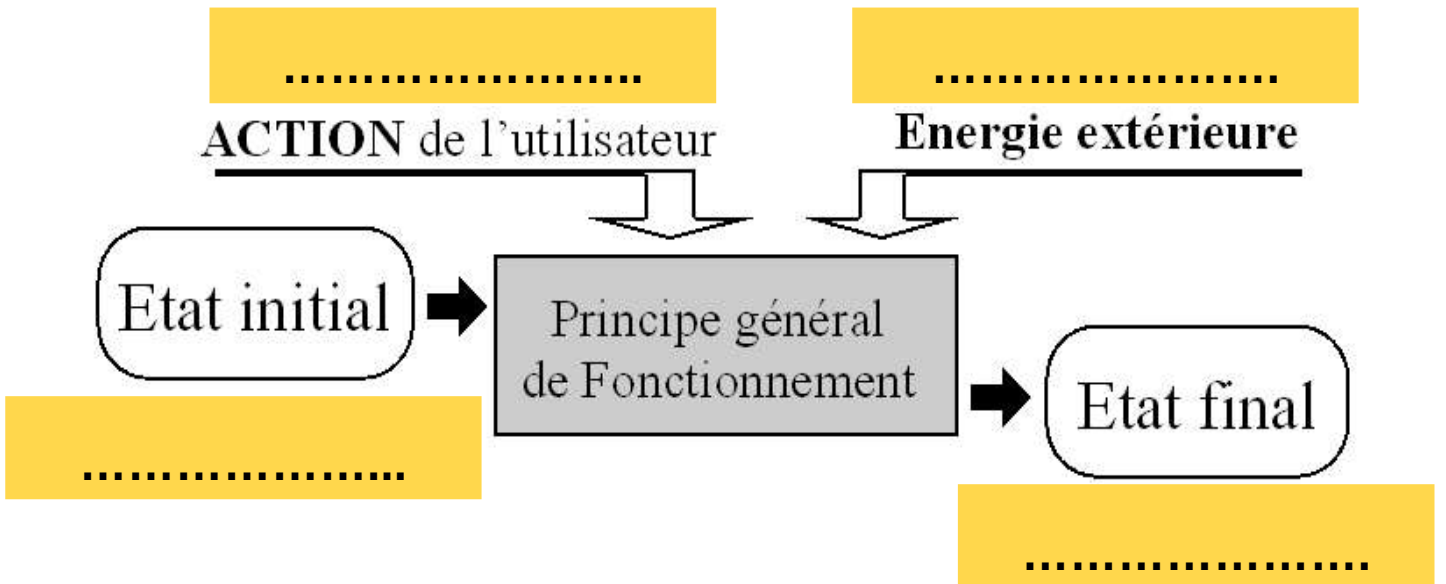 …………………..
………………….
ACTION de l’utilisateur
Energie extérieure
Etat initial
Principe général
de Fonctionnement
Etat final
………………...
………………….